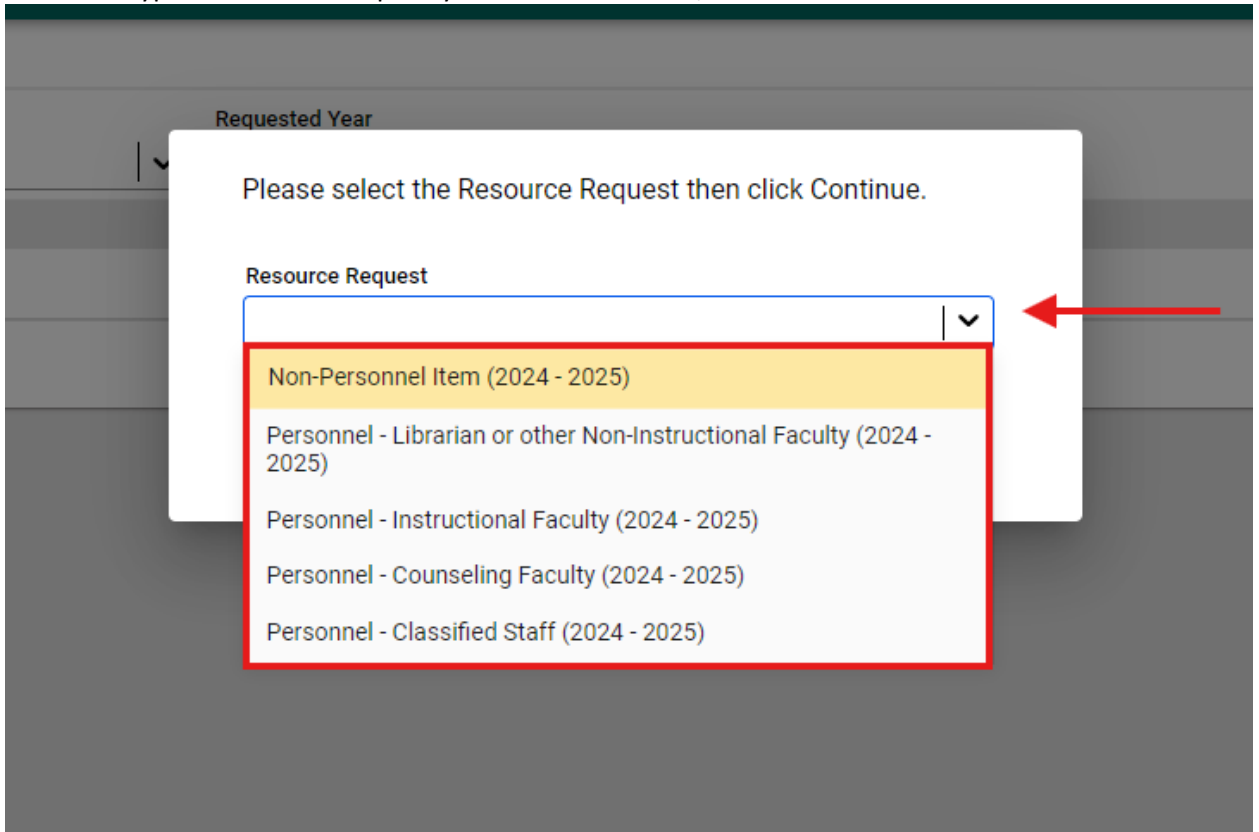 Requested Year
Please select the Resource Request then click Continue.
Resource Request
Non-Personnel Item (2024 - 2025)
Personnel - Librarian or other Non-Instructional Faculty (2024 -
2025)
Personnel - Instructional Faculty (2024 - 2025)
Personnel - Counseling Faculty (2024 - 2025)
Personnel - Classified Staff (2024 - 2025)